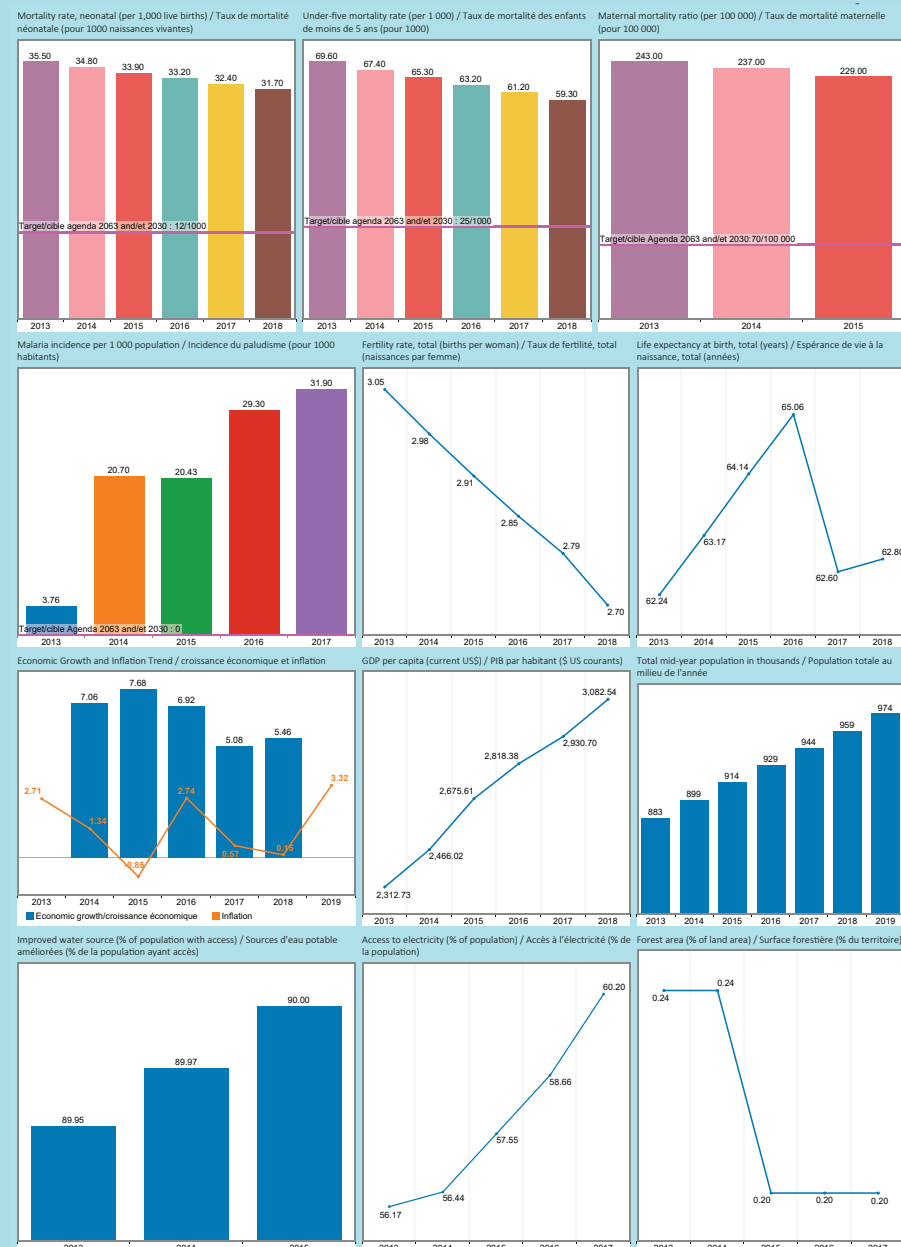 Mortality rate, neonatal (per 1,000 live births) / Taux de mortalité
néonatale (pour 1000 naissances vivantes)
35.50
34.80
33.90
33.20
32.40
31.70
Target/cible agenda 2063 and/et 2030 : 12/1000
2013 2014 2015 2016 2017 2018
Under-five mortality rate (per 1 000) / Taux de mortalité des enfants
de moins de 5 ans (pour 1000)
69.60
67.40
65.30
63.20
61.20
59.30
Target/cible agenda 2063 and/et 2030 : 25/1000
2013 2014 2015 2016 2017 2018
Maternal mortality ratio (per 100 000) / Taux de mortalité maternelle
(pour 100 000)
243.00
237.00
229.00
Target/cible Agenda 2063 and/et 2030:70/100 000
2013 2014 2015
Malaria incidence per 1 000 population / Incidence du paludisme (pour 1000
habitants)
3.76
20.70
20.43
29.30
31.90
Target/cible Agenda 2063 and/et 2030 : 0
2013 2014 2015 2016 2017
Fertility rate, total (births per woman) / Taux de fertilité, total
(naissances par femme)
3.05
2.98
2.91
2.85
2.79
2.70
2013 2014 2015 2016 2017 2018
Life expectancy at birth, total (years) / Espérance de vie à la
naissance, total (années)
62.24
63.17
64.14
65.06
62.60
62.80
2013 2014 2015 2016 2017 2018
Economic Growth and Inflation Trend / croissance économique et inflation
7.06
7.68
6.92
5.08
5.46
2.71
1.34
-0.85
2.74
0.57
0.15
3.32
2013 2014 2015 2016 2017 2018 2019
Economic growth/croissance économique Inflation
GDP per capita (current US$) / PIB par habitant ($ US courants)
2,312.73
2,466.02
2,675.61
2,818.38
2,930.70
3,082.54
2013 2014 2015 2016 2017 2018
Total mid-year population in thousands / Population totale au
milieu de l'année
883
899
914
929
944
959
974
2013 2014 2015 2016 2017 2018 2019
Improved water source (% of population with access) / Sources d'eau potable
améliorées (% de la population ayant accès)
89.95
89.97
90.00
2013 2014 2015
Access to electricity (% of population) / Accès à l'électricité (% de
la population)
56.17
56.44
57.55
58.66
60.20
2013 2014 2015 2016 2017
Forest area (% of land area) / Surface forestière (% du territoire)
0.24
0.24
0.20
0.20
0.20
2013 2014 2015 2016 2017